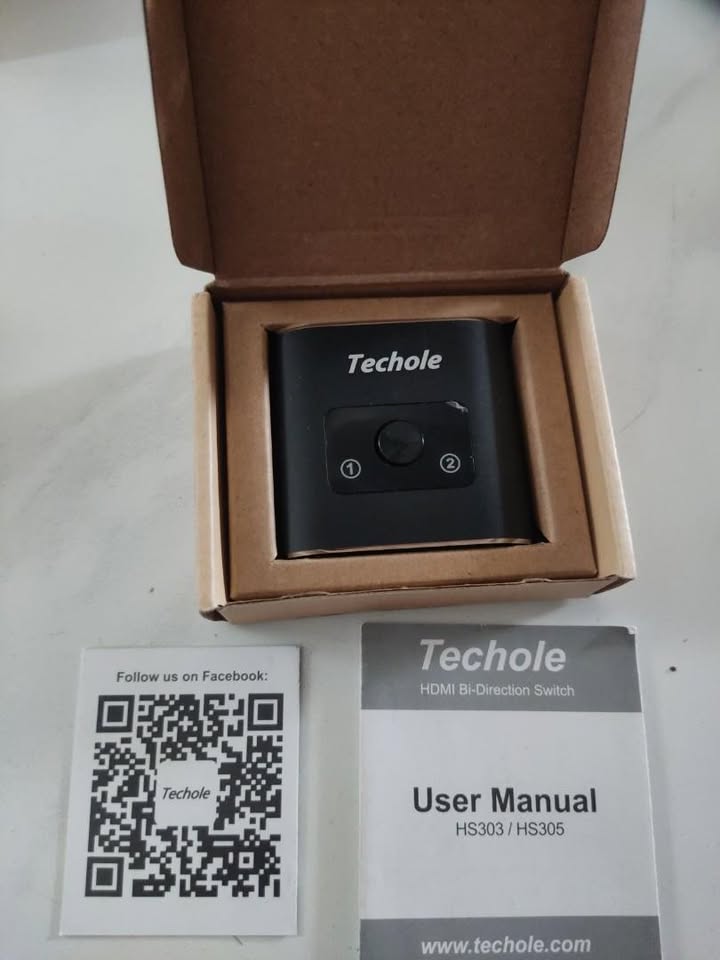 Techole
1 2
Follow us on Facebook:
Techole
Techole
HDMI Bi-Direction Switch
User Manual
HS303 / HS305
www.techole.com